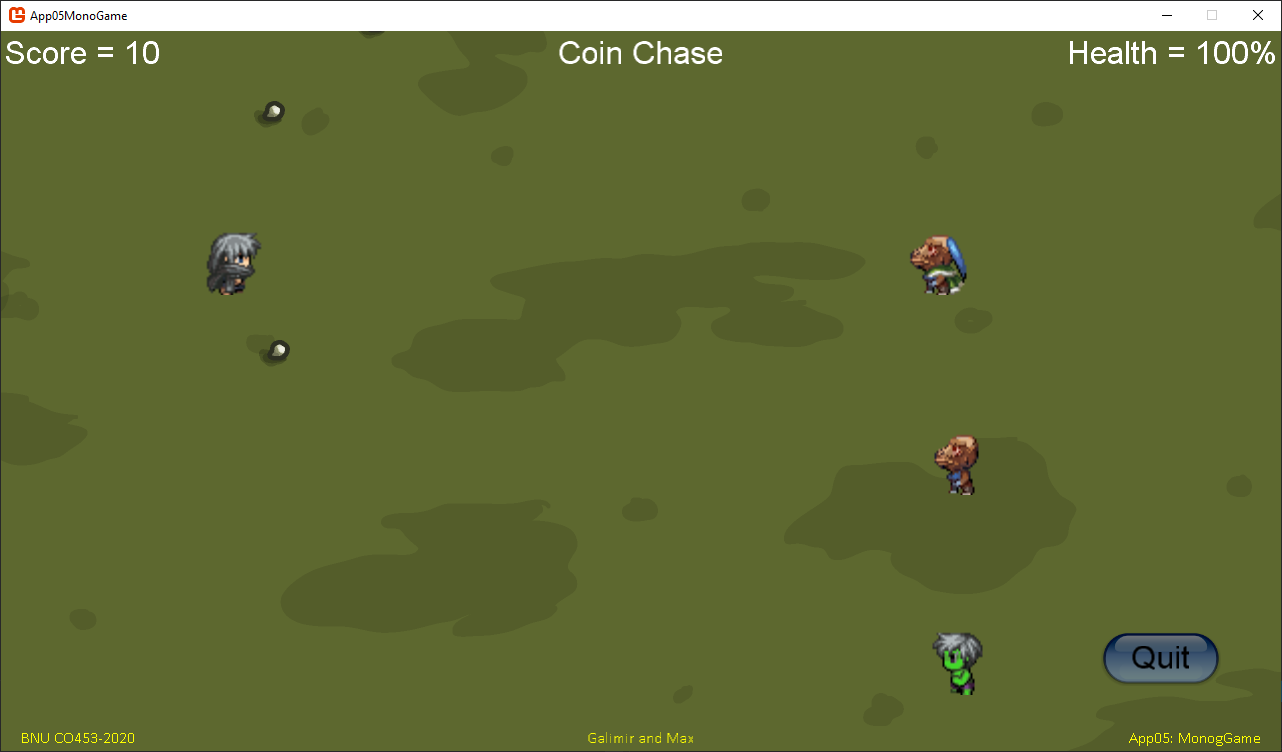 App05MonoGame
Score = 10
Coin Chase
Health = 100%
Quit
BNU CO453-2020
Galimir and Max
App05: MonogGame